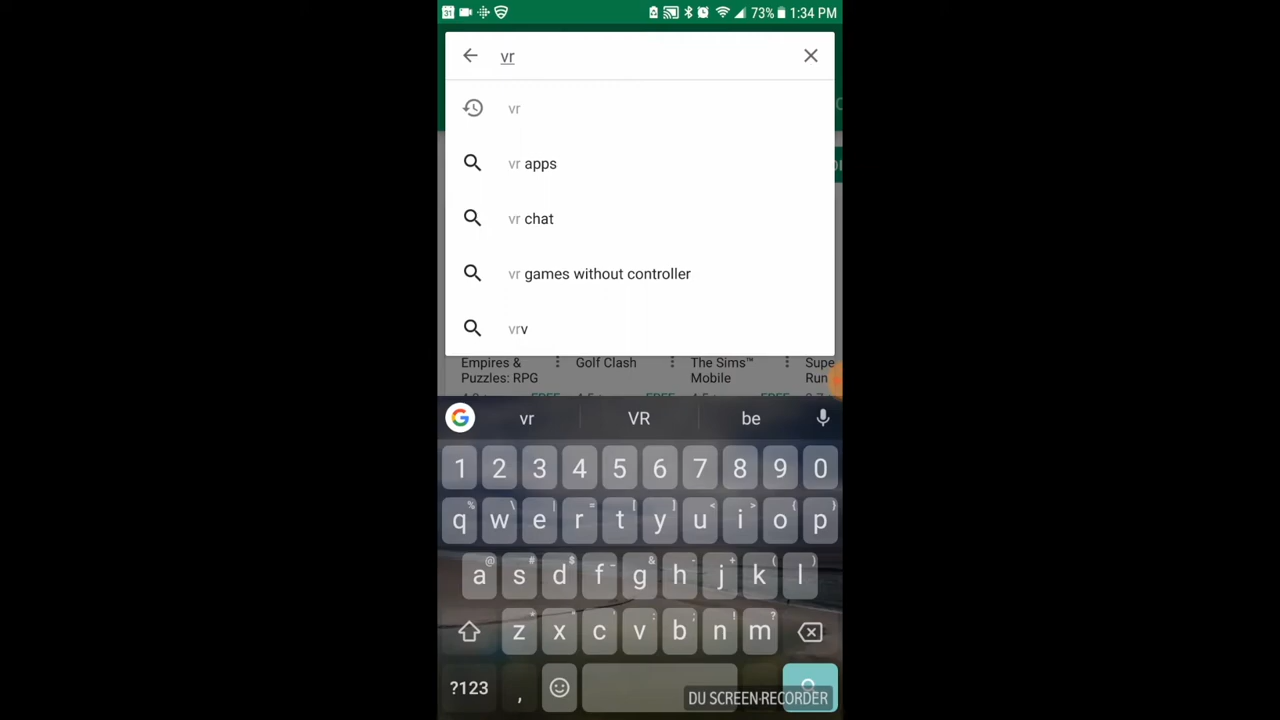 31 73% 1:34 PM
vr
vr
vr apps
vr chat
vr games without controller
vrv
Empires & Golf Clash The Sims™ Supe
Puzzles: RPG Mobile Run
G vr VR be
1 2 3 4 5 6 7 8 9 0
% \ | = [ ] < > { }
q w e r t y u i o p
@ # $ _ & - + ( )
a s d f g h j k l
* " ' : ; ! ?
z x c v b n m
?123 ,
DU SCREEN RECORDER